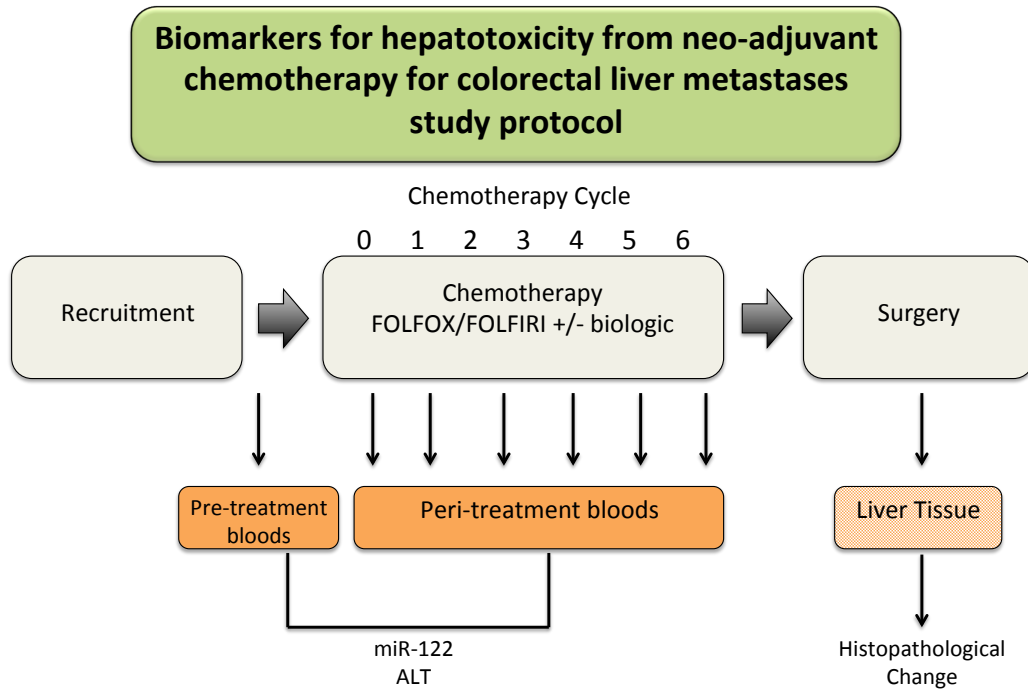 Biomarkers for hepatotoxicity from neo-adjuvant
chemotherapy for colorectal liver metastases
study protocol
Chemotherapy Cycle
0 1 2 3 4 5 6
Recruitment
Chemotherapy
FOLFOX/FOLFIRI +/- biologic
Surgery
Pre-treatment
bloods
Peri-treatment bloods
Liver Tissue
miR-122
ALT
Histopathological
Change